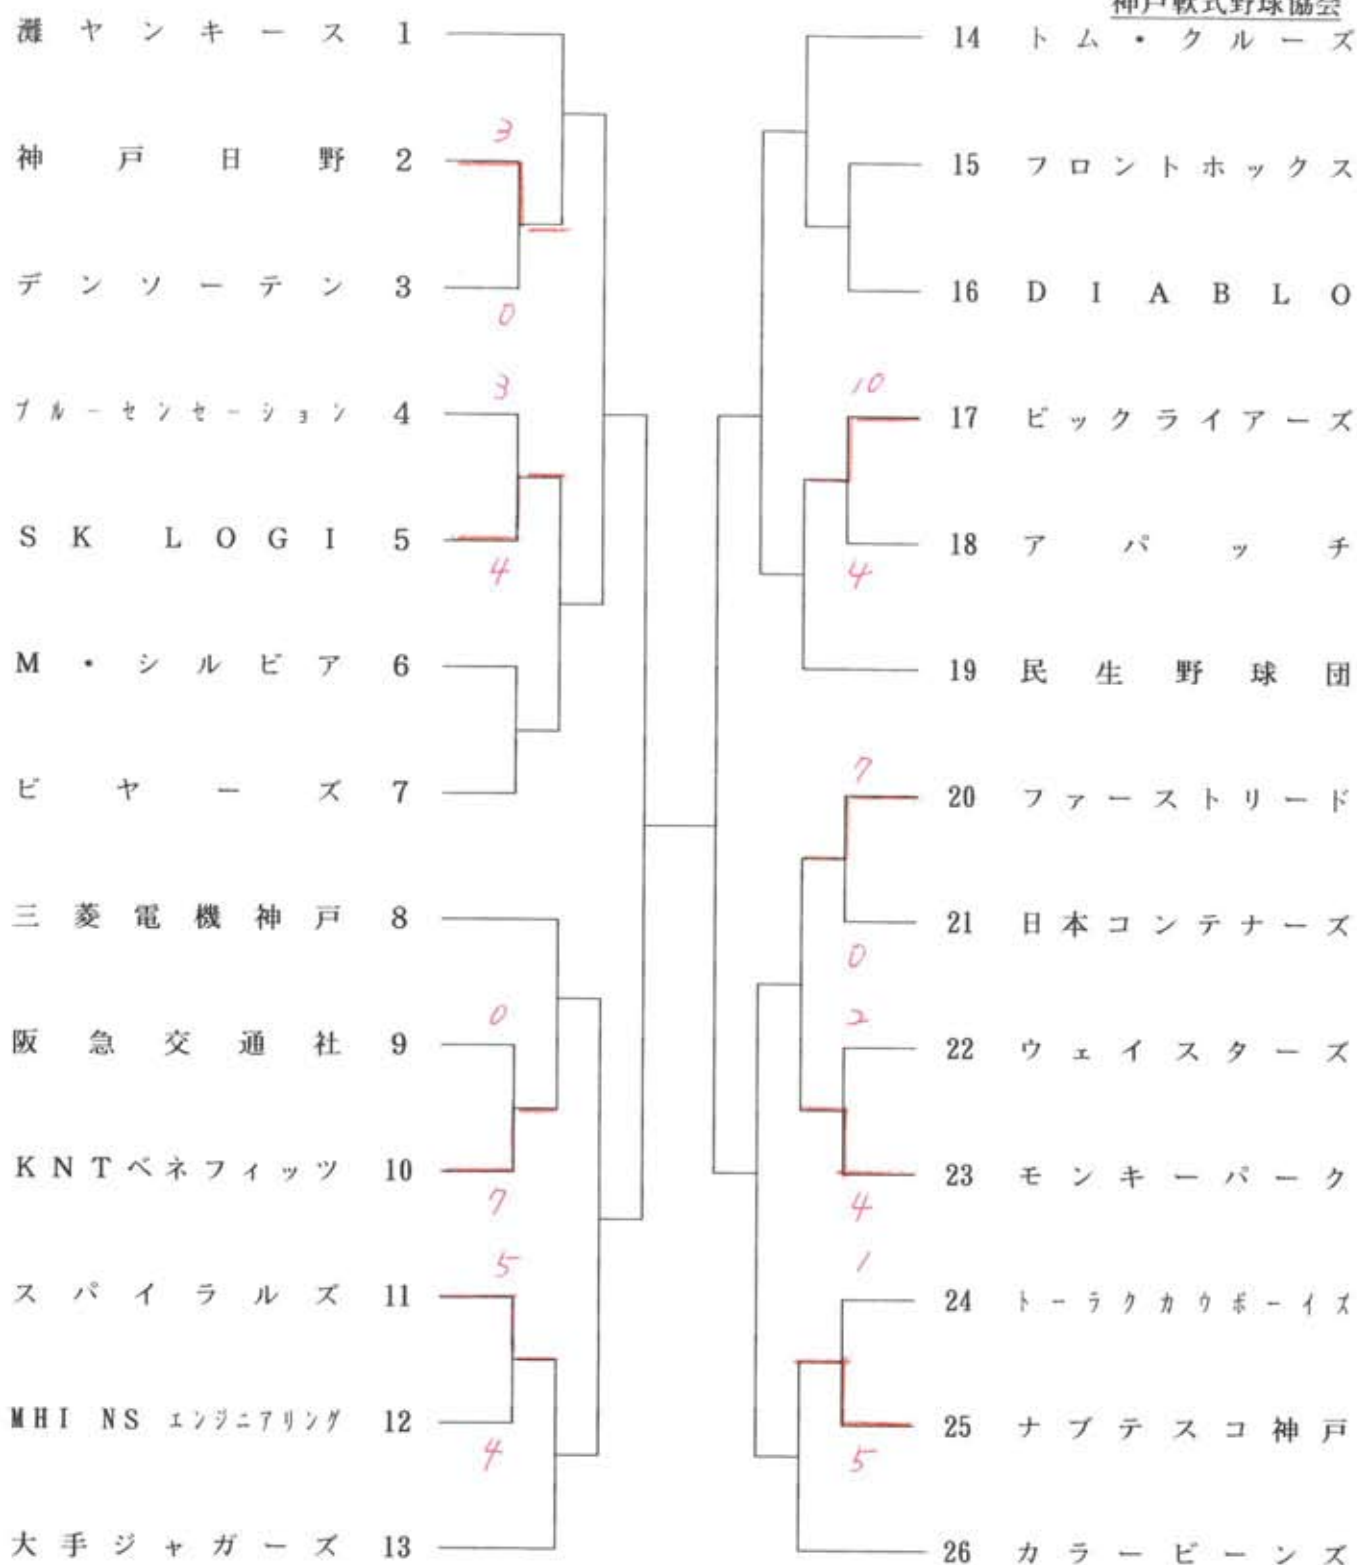 神戸軟式野球協会
灘ヤンキース 1
3
神戸日野 2
デンソーテン 3
0
3
ブルーセンセーション 4
SK LOGI 5
4
M・シルビア 6
ビヤーズ 7
三菱電機神戸 8
0
阪急交通社 9
KNTベネフィッツ 10
7
5
スパイラルズ 11
MHI NS エンジニアリング 12
4
大手ジャガーズ 13
14 トム・クルーズ
15 フロントホックス
16 DIABLO
10
17 ビックライアーズ
18 アパッチ
4
19 民生野球団
7
20 ファーストリード
21 日本コンテナーズ
0
2
22 ウェイスターズ
23 モンキーパーク
4
1
24 トーラクカウボーイズ
25 ナブテスコ神戸
5
26 カラービーンズ